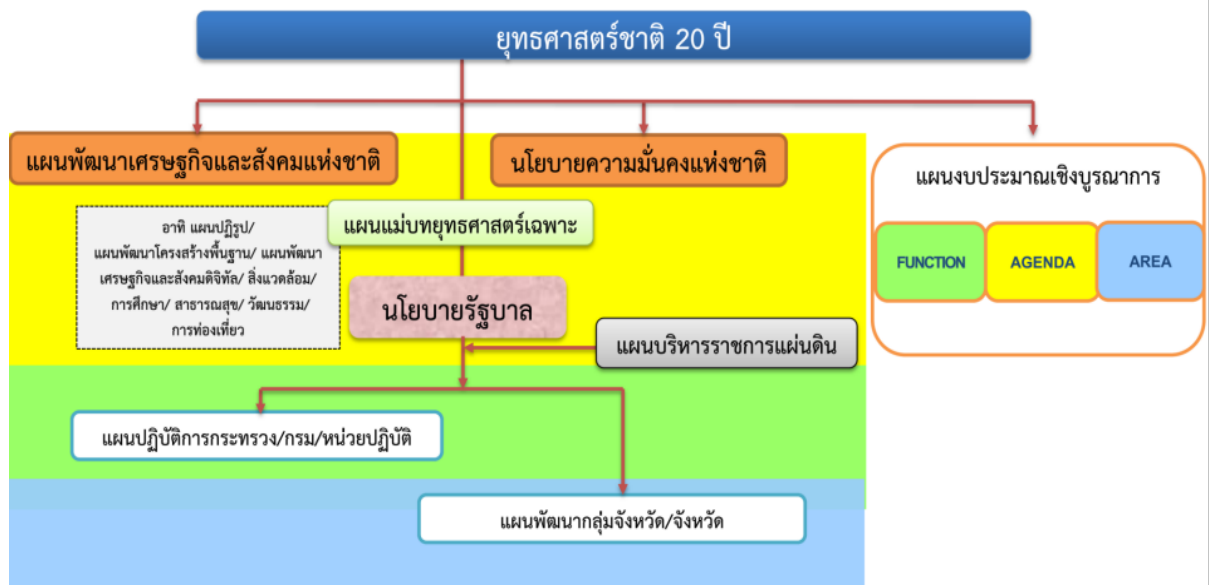 ยุทธศาสตร์ชาติ 20 ปี
แผนพัฒนาเศรษฐกิจและสังคมแห่งชาติ
นโยบายความมั่นคงแห่งชาติ
แผนงบประมาณเชิงบูรณาการ
FUNCTION
AGENDA
AREA
แผนแม่บทยุทธศาสตร์เฉพาะ
อาทิ แผนปฏิรูป/
แผนพัฒนาโครงสร้างพื้นฐาน/ แผนพัฒนา
เศรษฐกิจและสังคมดิจิทัล/ สิ่งแวดล้อม/
การศึกษา/ สาธารณสุข/ วัฒนธรรม/
การท่องเที่ยว
นโยบายรัฐบาล
แผนบริหารราชการแผ่นดิน
แผนปฏิบัติการกระทรวง/กรม/หน่วยปฏิบัติ
แผนพัฒนากลุ่มจังหวัด/จังหวัด